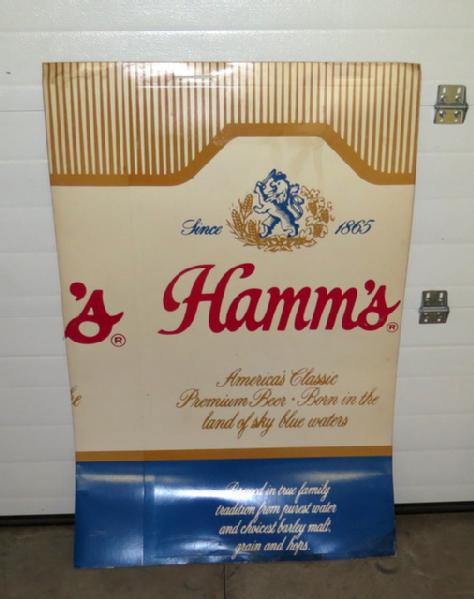 Since 1865
's® Hamm's®
America's Classic
he Premium Beer • Born in the
land of sky blue waters
Brewed in true family
tradition from purest water
and choicest barley malt,
grain and hops.